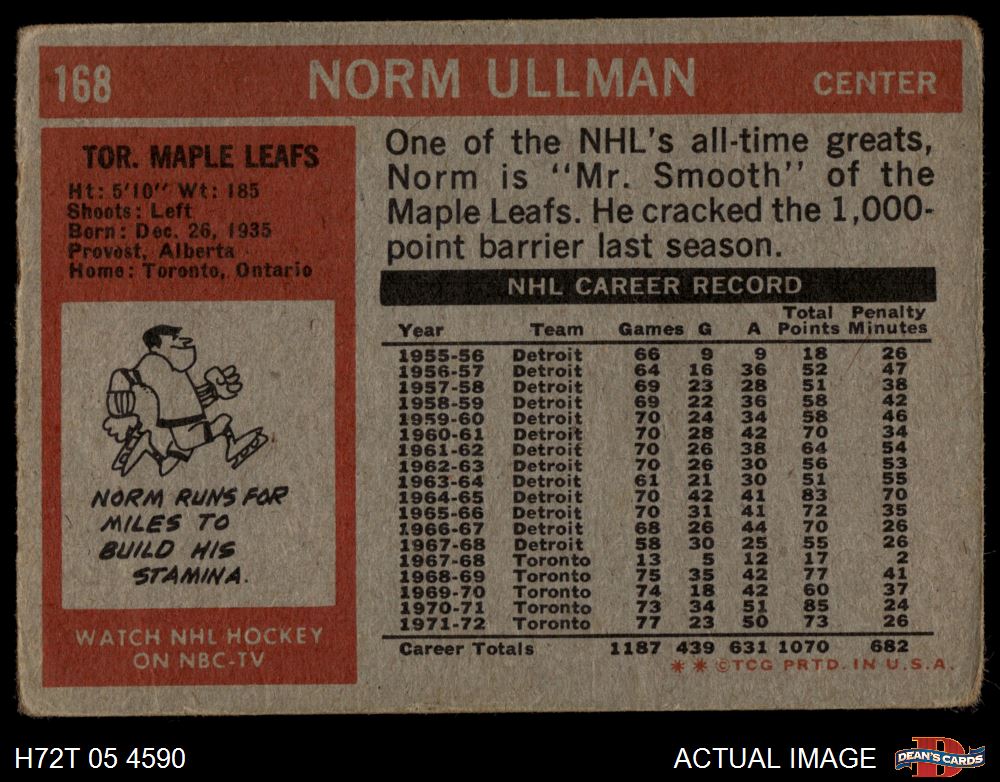 168 NORM ULLMAN CENTER
TOR. MAPLE LEAFS
Ht: 5'10" Wt: 185
Shoots: Left
Born: Dec. 26, 1935
Provost, Alberta
Home: Toronto, Ontario
NORM RUNS FOR
MILES TO
BUILD HIS
STAMINA.
WATCH NHL HOCKEY
ON NBC-TV
One of the NHL's all-time greats,
Norm is "Mr. Smooth" of the
Maple Leafs. He cracked the 1,000-
point barrier last season.
NHL CAREER RECORD
Year Team Games G A Total Points Penalty Minutes
1955-56 Detroit 66 9 9 18 26
1956-57 Detroit 64 16 36 52 47
1957-58 Detroit 69 23 28 51 38
1958-59 Detroit 69 22 36 58 42
1959-60 Detroit 70 24 34 58 46
1960-61 Detroit 70 28 42 70 34
1961-62 Detroit 70 26 38 64 54
1962-63 Detroit 70 26 30 56 53
1963-64 Detroit 61 21 30 51 55
1964-65 Detroit 70 42 41 83 70
1965-66 Detroit 70 31 41 72 35
1966-67 Detroit 68 26 44 70 26
1967-68 Detroit 58 30 25 55 26
1967-68 Toronto 13 5 12 17 2
1968-69 Toronto 75 35 42 77 41
1969-70 Toronto 74 18 42 60 37
1970-71 Toronto 73 34 51 85 24
1971-72 Toronto 77 23 50 73 26
Career Totals 1187 439 631 1070 682
* * ©TCG PRTD. IN U.S.A.
H72T 05 4590 ACTUAL IMAGE DEAN'S CARDS